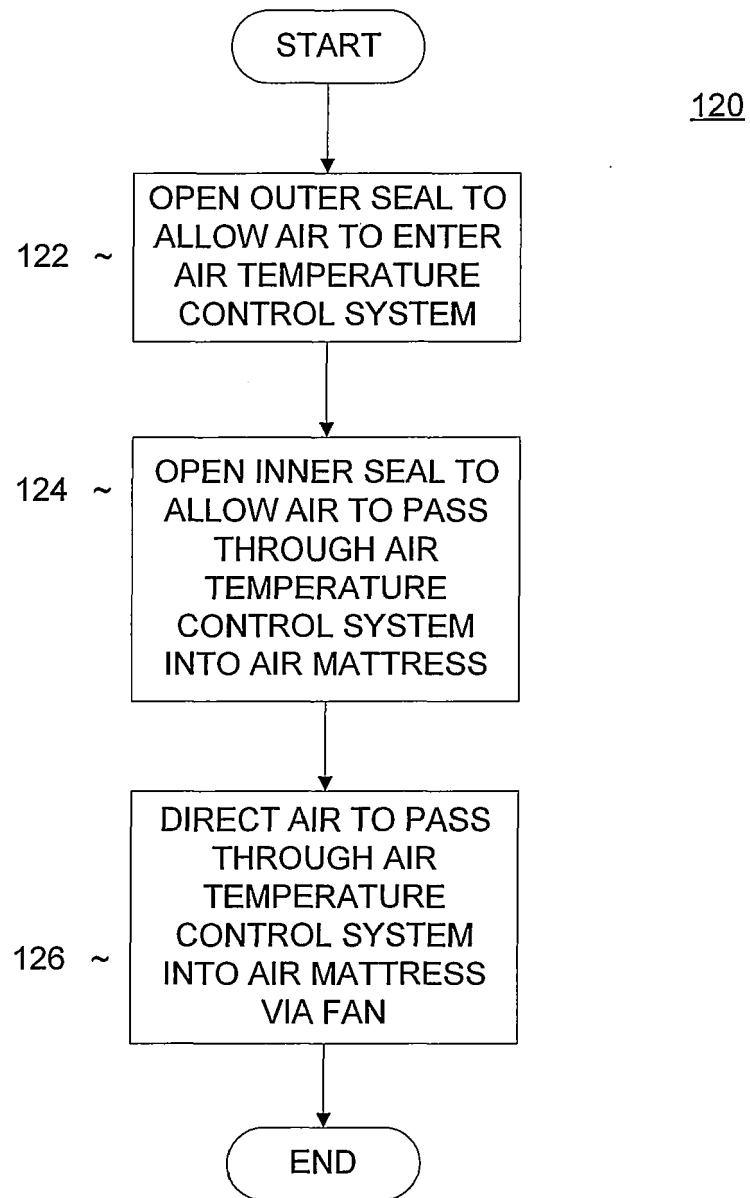 START
120
OPEN OUTER SEAL TO
ALLOW AIR TO ENTER
AIR TEMPERATURE
CONTROL SYSTEM
122 ~
OPEN INNER SEAL TO
ALLOW AIR TO PASS
THROUGH AIR
TEMPERATURE
CONTROL SYSTEM
INTO AIR MATTRESS
124 ~
DIRECT AIR TO PASS
THROUGH AIR
TEMPERATURE
CONTROL SYSTEM
INTO AIR MATTRESS
VIA FAN
126 ~
END